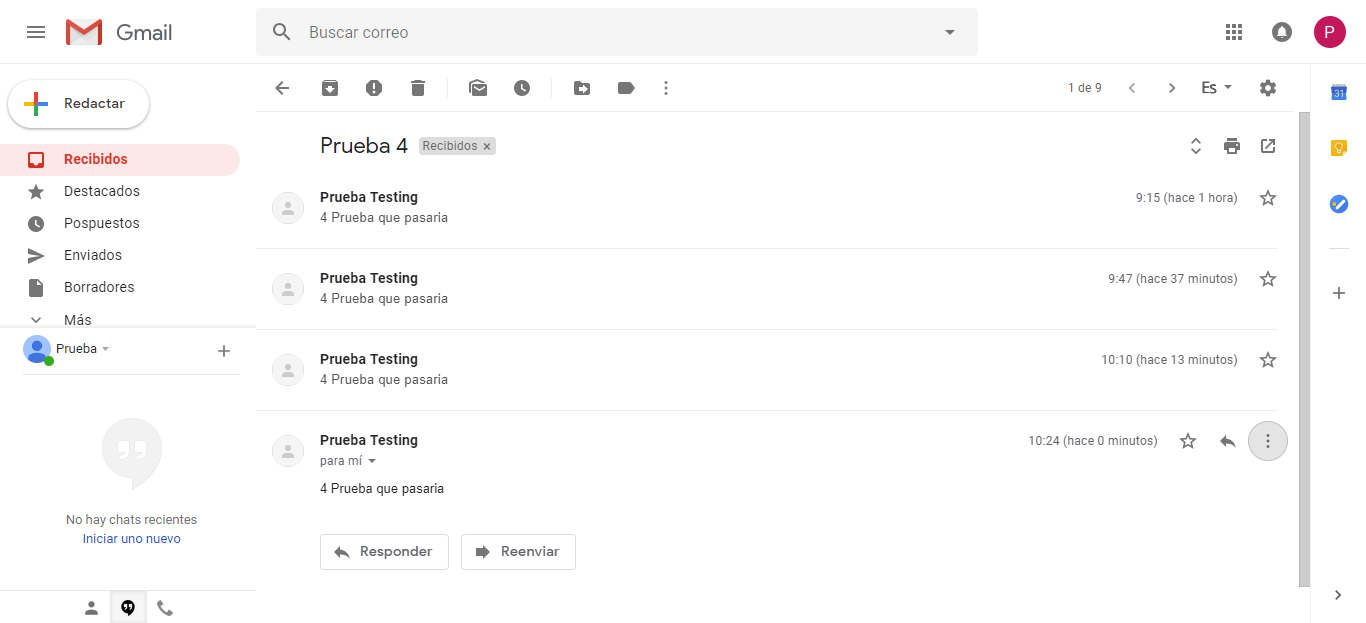 Gmail
Buscar correo
P
Redactar
1 de 9
Es
31
Recibidos
Destacados
Pospuestos
Enviados
Borradores
Más
Prueba
No hay chats recientes
Iniciar uno nuevo
Prueba 4 Recibidos ×
Prueba Testing 9:15 (hace 1 hora)
4 Prueba que pasaria
Prueba Testing 9:47 (hace 37 minutos)
4 Prueba que pasaria
Prueba Testing 10:10 (hace 13 minutos)
4 Prueba que pasaria
Prueba Testing 10:24 (hace 0 minutos)
para mí
4 Prueba que pasaria
Responder Reenviar